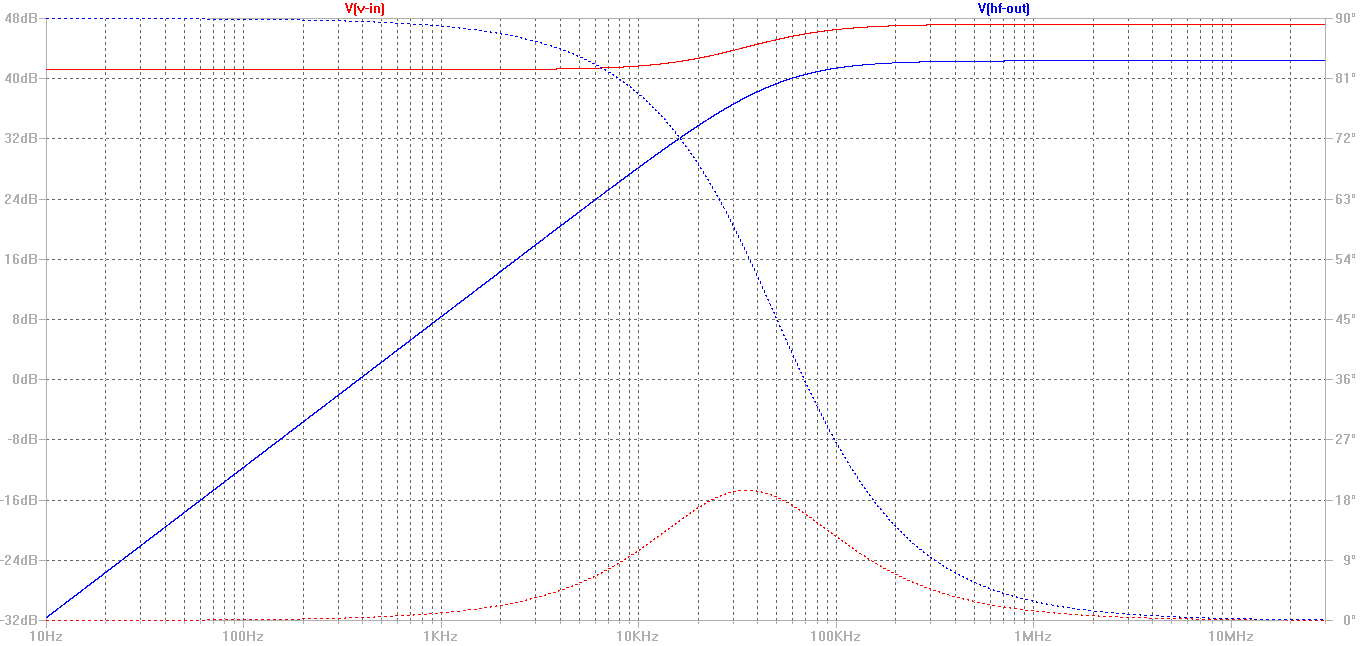 V(v-in) V(hf-out)
48dB 90°
40dB 81°
32dB 72°
24dB 63°
16dB 54°
8dB 45°
0dB 36°
-8dB 27°
-16dB 18°
-24dB 9°
-32dB 0°
10Hz 100Hz 1KHz 10KHz 100KHz 1MHz 10MHz